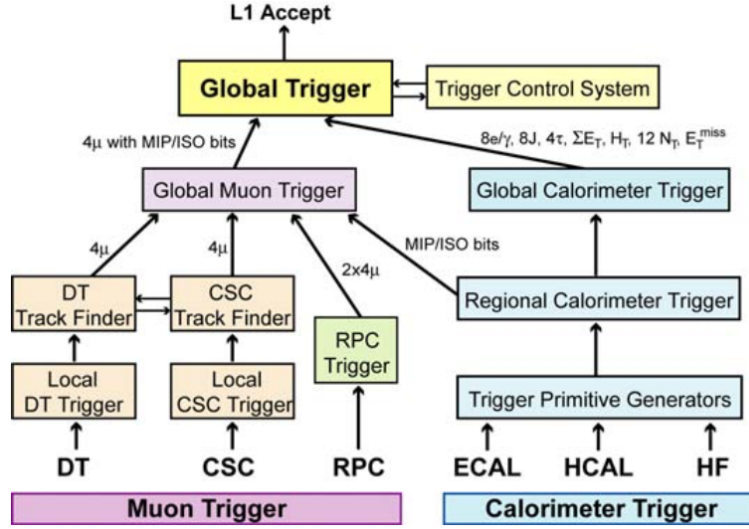 L1 Accept
Global Trigger
Trigger Control System
4μ with MIP/ISO bits
8e/γ, 8J, 4τ, ΣE_T, H_T, 12 N_T, E_T^miss
Global Muon Trigger
Global Calorimeter Trigger
4μ
4μ
2x4μ
MIP/ISO bits
DT
Track Finder
CSC
Track Finder
RPC
Trigger
Regional Calorimeter Trigger
Local
DT Trigger
Local
CSC Trigger
Trigger Primitive Generators
DT
CSC
RPC
ECAL
HCAL
HF
Muon Trigger
Calorimeter Trigger